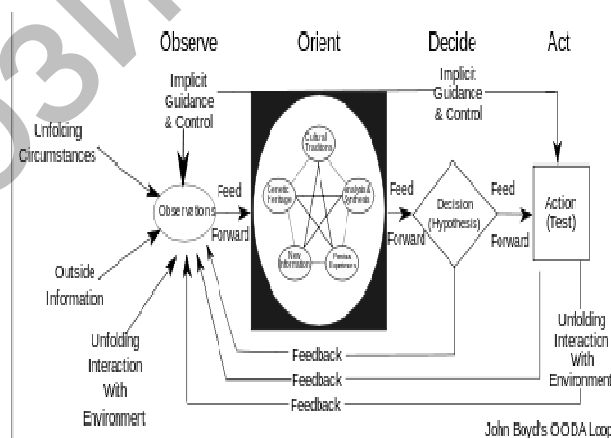 Observe
Orient
Decide
Act
Implicit
Guidance
& Control
Implicit
Guidance
& Control
Unfolding
Circumstances
Observations
Outside
Information
Unfolding
Interaction
With
Environment
Feed
Forward
Cultural
Traditions
Genetic
Heritage
Analysis &
Synthesis
New
Information
Previous
Experience
Feed
Forward
Decision
(Hypothesis)
Feed
Forward
Action
(Test)
Unfolding
Interaction
With
Environment
Feedback
Feedback
Feedback
John Boyd's OODA Loop